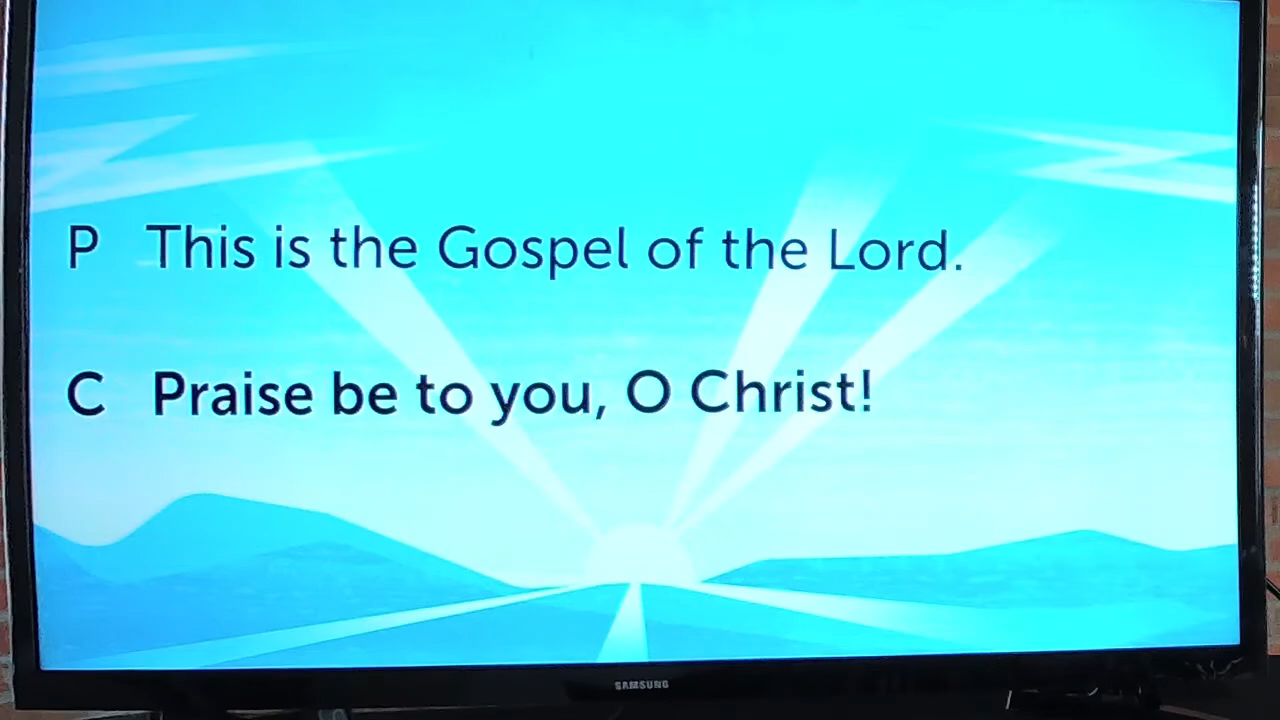 P This is the Gospel of the Lord.
C Praise be to you, O Christ!
SAMSUNG